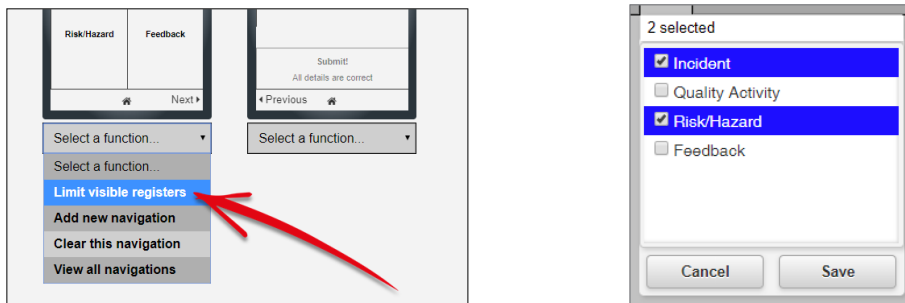 Risk/Hazard Feedback
Next
Submit!
All details are correct
Previous
Select a function...
Select a function...
Limit visible registers
Add new navigation
Clear this navigation
View all navigations
Select a function...
2 selected
Incident
Quality Activity
Risk/Hazard
Feedback
Cancel Save